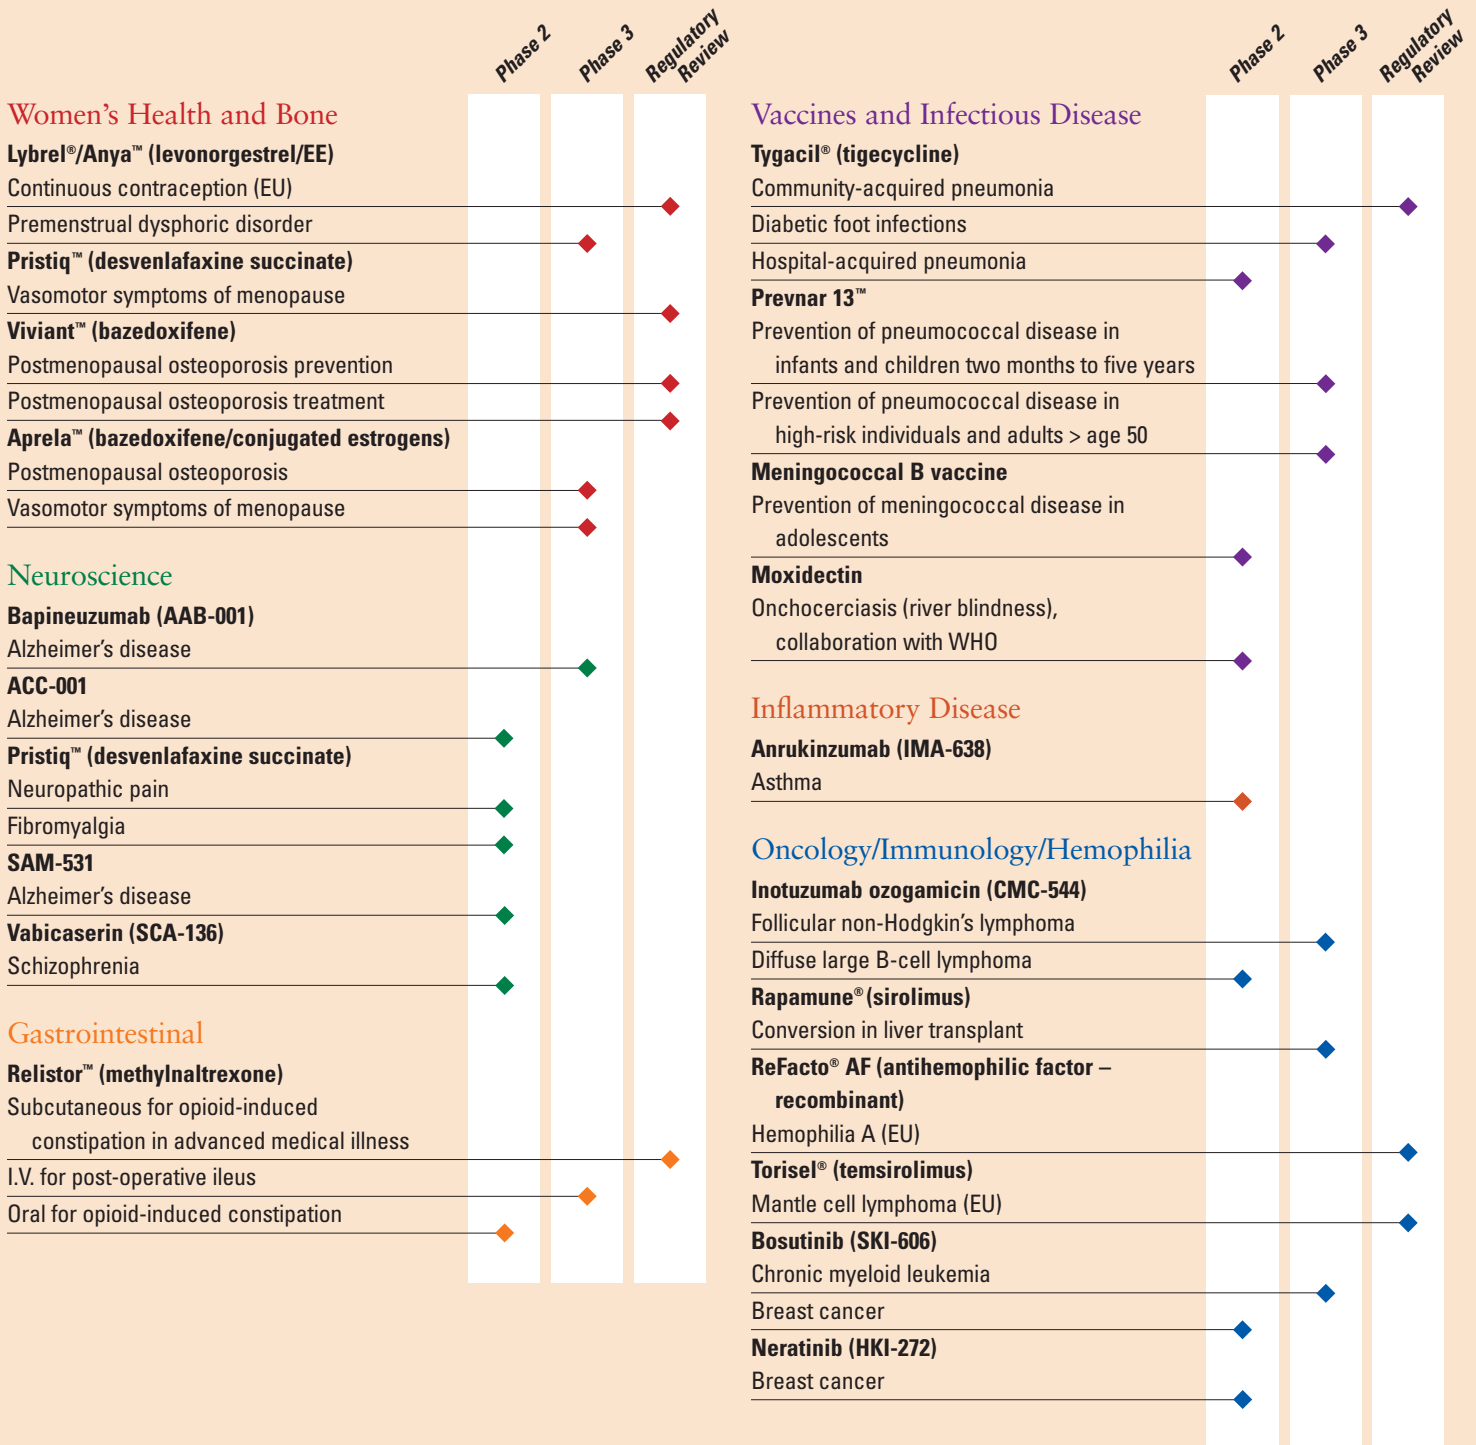 Phase 2
Phase 3
Regulatory
Review
Women's Health and Bone
Lybrel®/Anya™ (levonorgestrel/EE)
Continuous contraception (EU)
Premenstrual dysphoric disorder
Pristiq™ (desvenlafaxine succinate)
Vasomotor symptoms of menopause
Viviant™ (bazedoxifene)
Postmenopausal osteoporosis prevention
Postmenopausal osteoporosis treatment
Aprela™ (bazedoxifene/conjugated estrogens)
Postmenopausal osteoporosis
Vasomotor symptoms of menopause
Neuroscience
Bapineuzumab (AAB-001)
Alzheimer's disease
ACC-001
Alzheimer's disease
Pristiq™ (desvenlafaxine succinate)
Neuropathic pain
Fibromyalgia
SAM-531
Alzheimer's disease
Vabicaserin (SCA-136)
Schizophrenia
Gastrointestinal
Relistor™ (methylnaltrexone)
Subcutaneous for opioid-induced
constipation in advanced medical illness
I.V. for post-operative ileus
Oral for opioid-induced constipation
Phase 2
Phase 3
Regulatory
Review
Vaccines and Infectious Disease
Tygacil® (tigecycline)
Community-acquired pneumonia
Diabetic foot infections
Hospital-acquired pneumonia
Prevnar 13™
Prevention of pneumococcal disease in
infants and children two months to five years
Prevention of pneumococcal disease in
high-risk individuals and adults > age 50
Meningococcal B vaccine
Prevention of meningococcal disease in
adolescents
Moxidectin
Onchocerciasis (river blindness),
collaboration with WHO
Inflammatory Disease
Anrukinzumab (IMA-638)
Asthma
Oncology/Immunology/Hemophilia
Inotuzumab ozogamicin (CMC-544)
Follicular non-Hodgkin's lymphoma
Diffuse large B-cell lymphoma
Rapamune® (sirolimus)
Conversion in liver transplant
ReFacto® AF (antihemophilic factor –
recombinant)
Hemophilia A (EU)
Torisel® (temsirolimus)
Mantle cell lymphoma (EU)
Bosutinib (SKI-606)
Chronic myeloid leukemia
Breast cancer
Neratinib (HKI-272)
Breast cancer